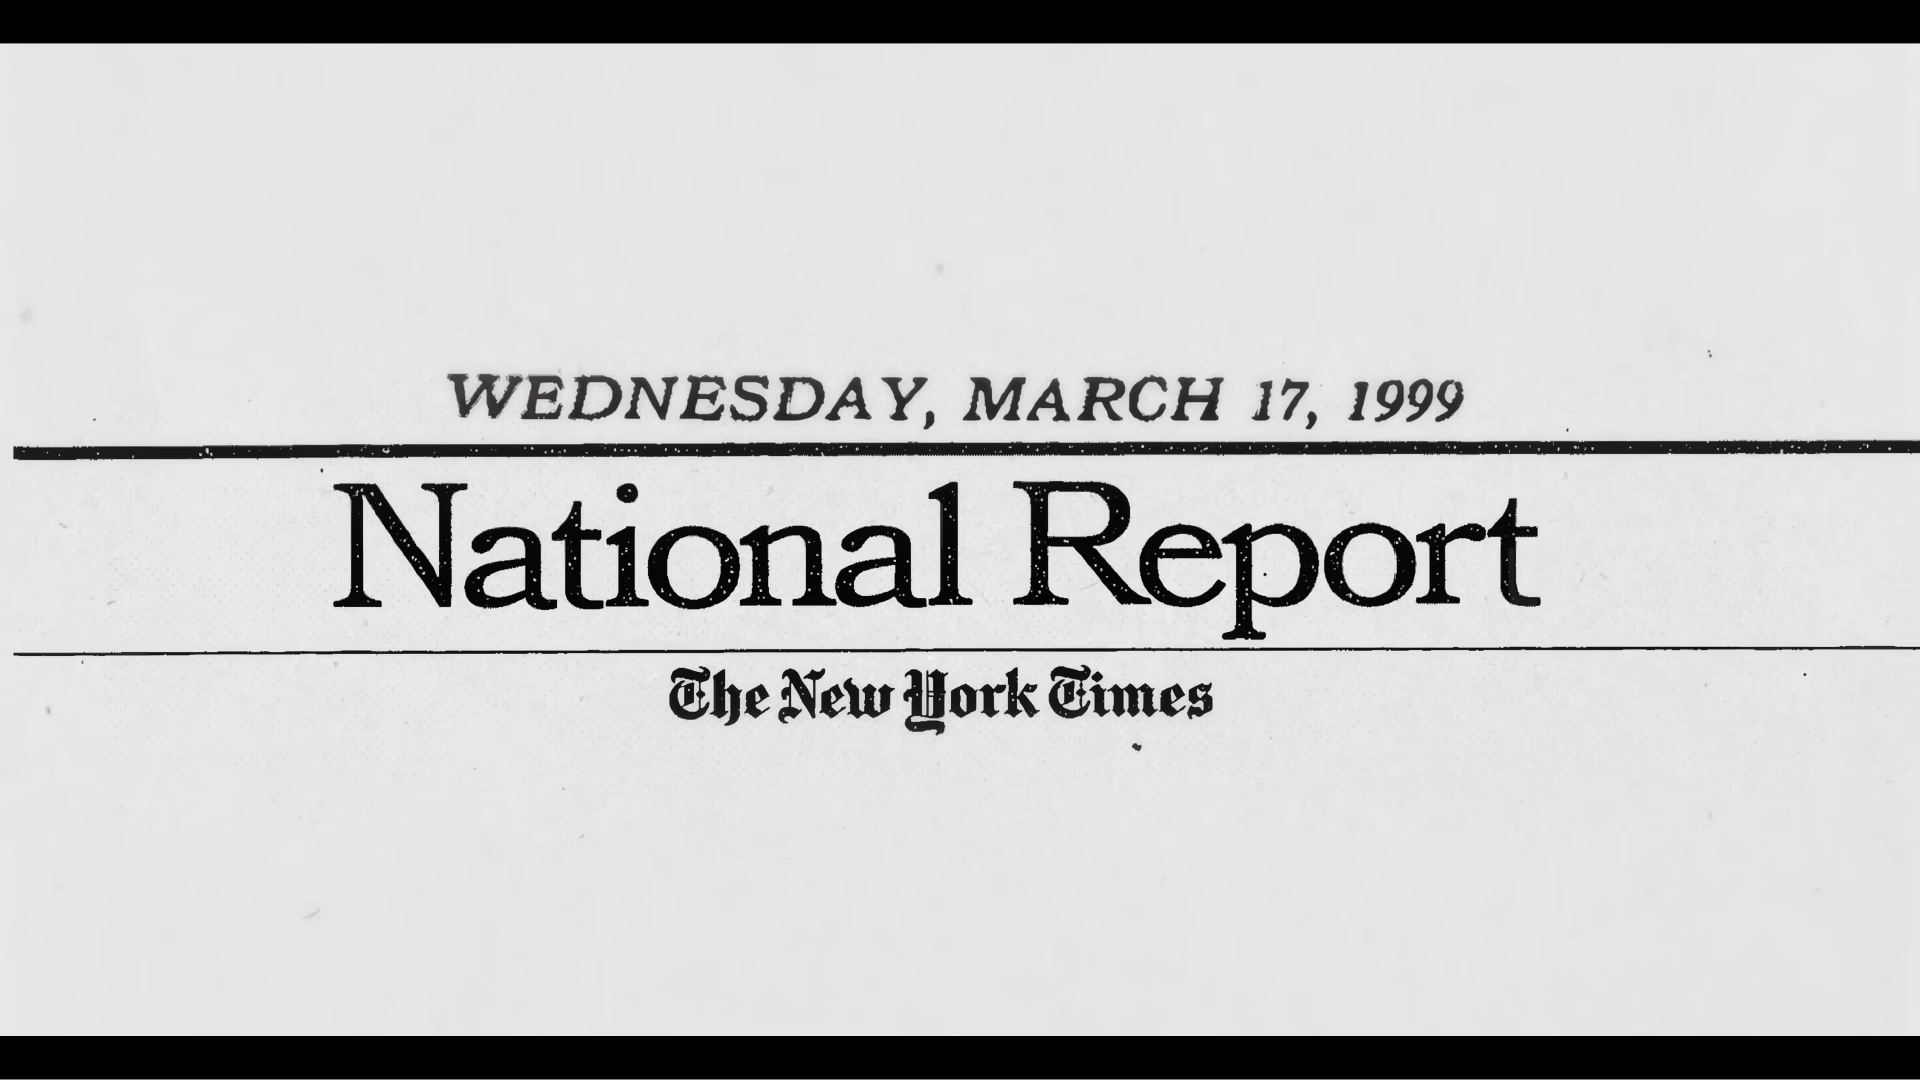 WEDNESDAY, MARCH 17, 1999
National Report
The New York Times